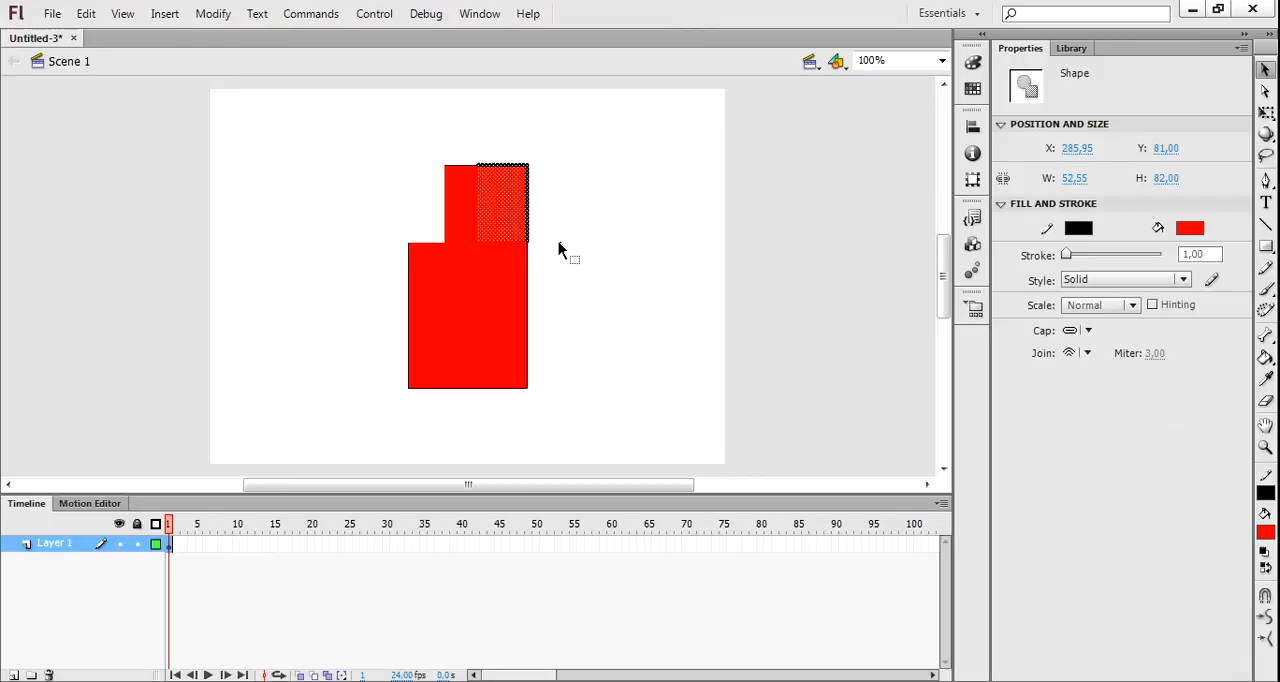 Fl File Edit View Insert Modify Text Commands Control Debug Window Help Essentials
Untitled-3* ×
Scene 1 100%
Properties Library
Shape
POSITION AND SIZE
X: 285,95 Y: 81,00
W: 52,55 H: 82,00
FILL AND STROKE
Stroke: 1,00
Style: Solid
Scale: Normal Hinting
Cap:
Join: Miter: 3,00
Timeline Motion Editor
1 5 10 15 20 25 30 35 40 45 50 55 60 65 70 75 80 85 90 95 100
Layer 1
1 24,00 fps 0,0 s